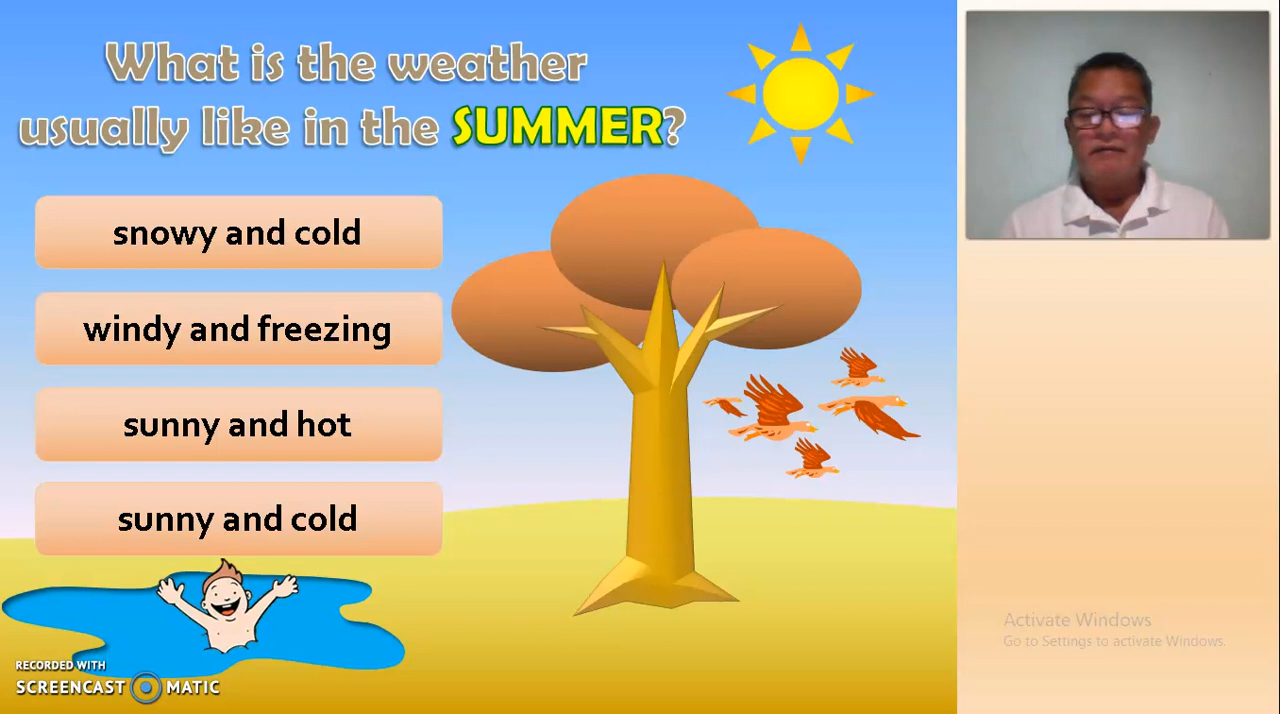 What is the weather
usually like in the SUMMER?
snowy and cold
windy and freezing
sunny and hot
sunny and cold
RECORDED WITH
SCREENCAST MATIC
Activate Windows
Go to Settings to activate Windows.